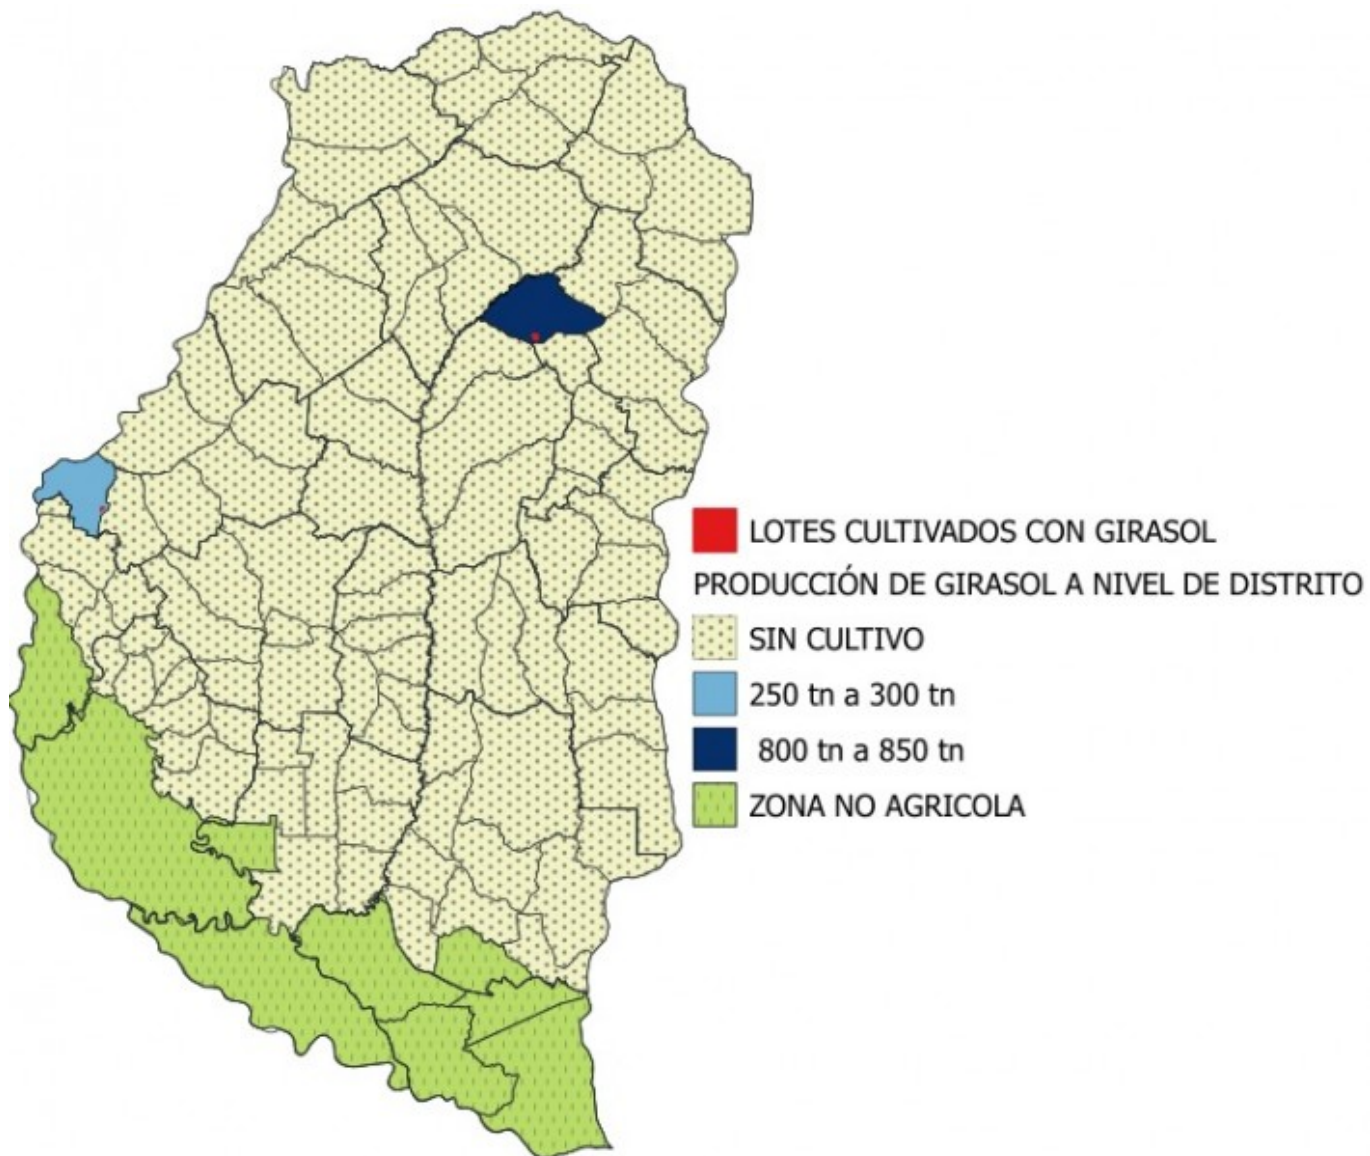 LOTES CULTIVADOS CON GIRASOL
PRODUCCIÓN DE GIRASOL A NIVEL DE DISTRITO
SIN CULTIVO
250 tn a 300 tn
800 tn a 850 tn
ZONA NO AGRICOLA